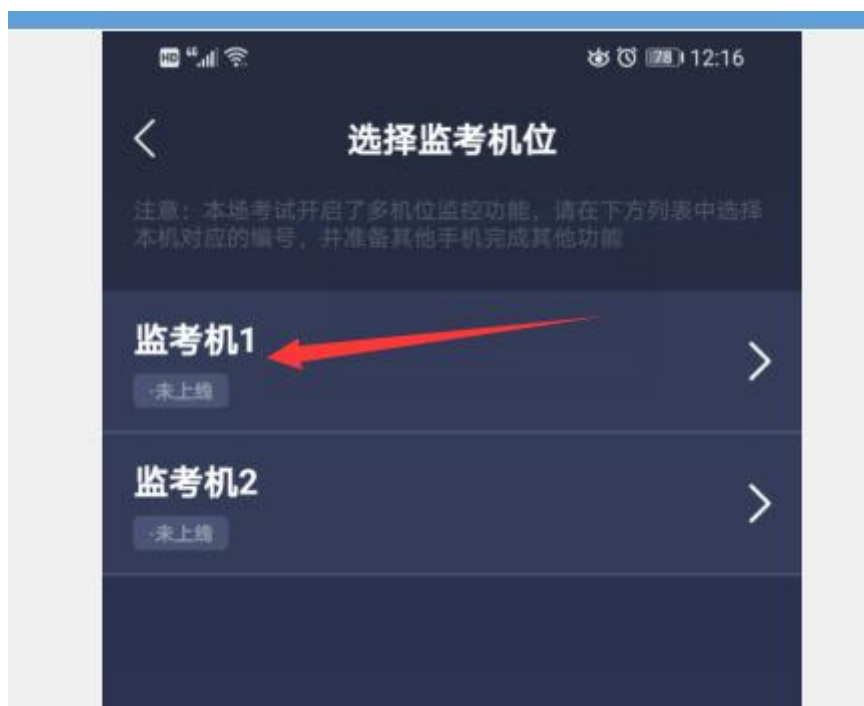 HD 78 12:16
选择监考机位
注意：本场考试开启了多机位监控功能，请在下方列表中选择
本机对应的编号，并准备其他手机完成其他功能
监考机1
·未上线
监考机2
·未上线